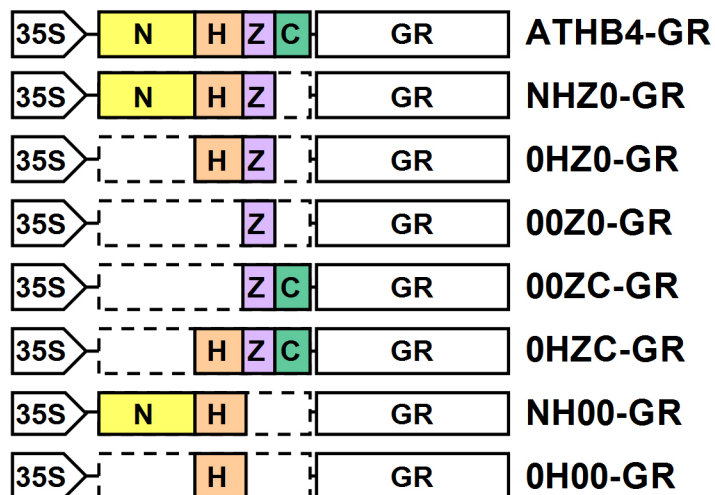 35S N H Z C GR ATHB4-GR
35S N H Z GR NHZ0-GR
35S H Z GR 0HZ0-GR
35S Z GR 00Z0-GR
35S Z C GR 00ZC-GR
35S H Z C GR 0HZC-GR
35S N H GR NH00-GR
35S H GR 0H00-GR